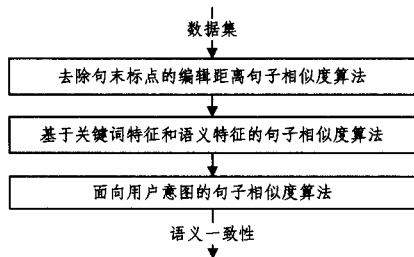 数据集
去除句末标点的编辑距离句子相似度算法
基于关键词特征和语义特征的句子相似度算法
面向用户意图的句子相似度算法
语义一致性